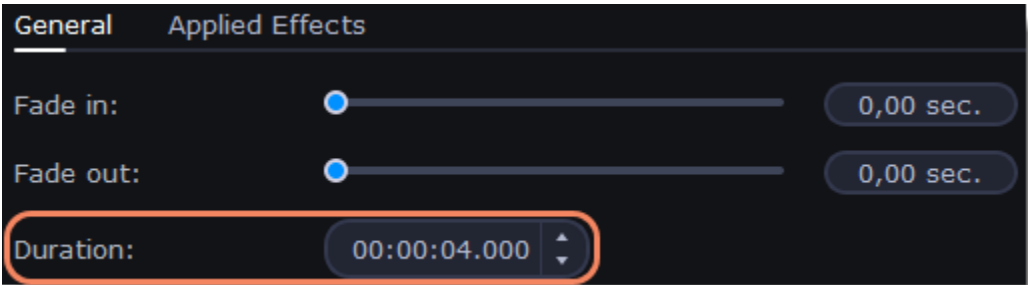 General Applied Effects
Fade in: 0,00 sec.
Fade out: 0,00 sec.
Duration: 00:00:04.000